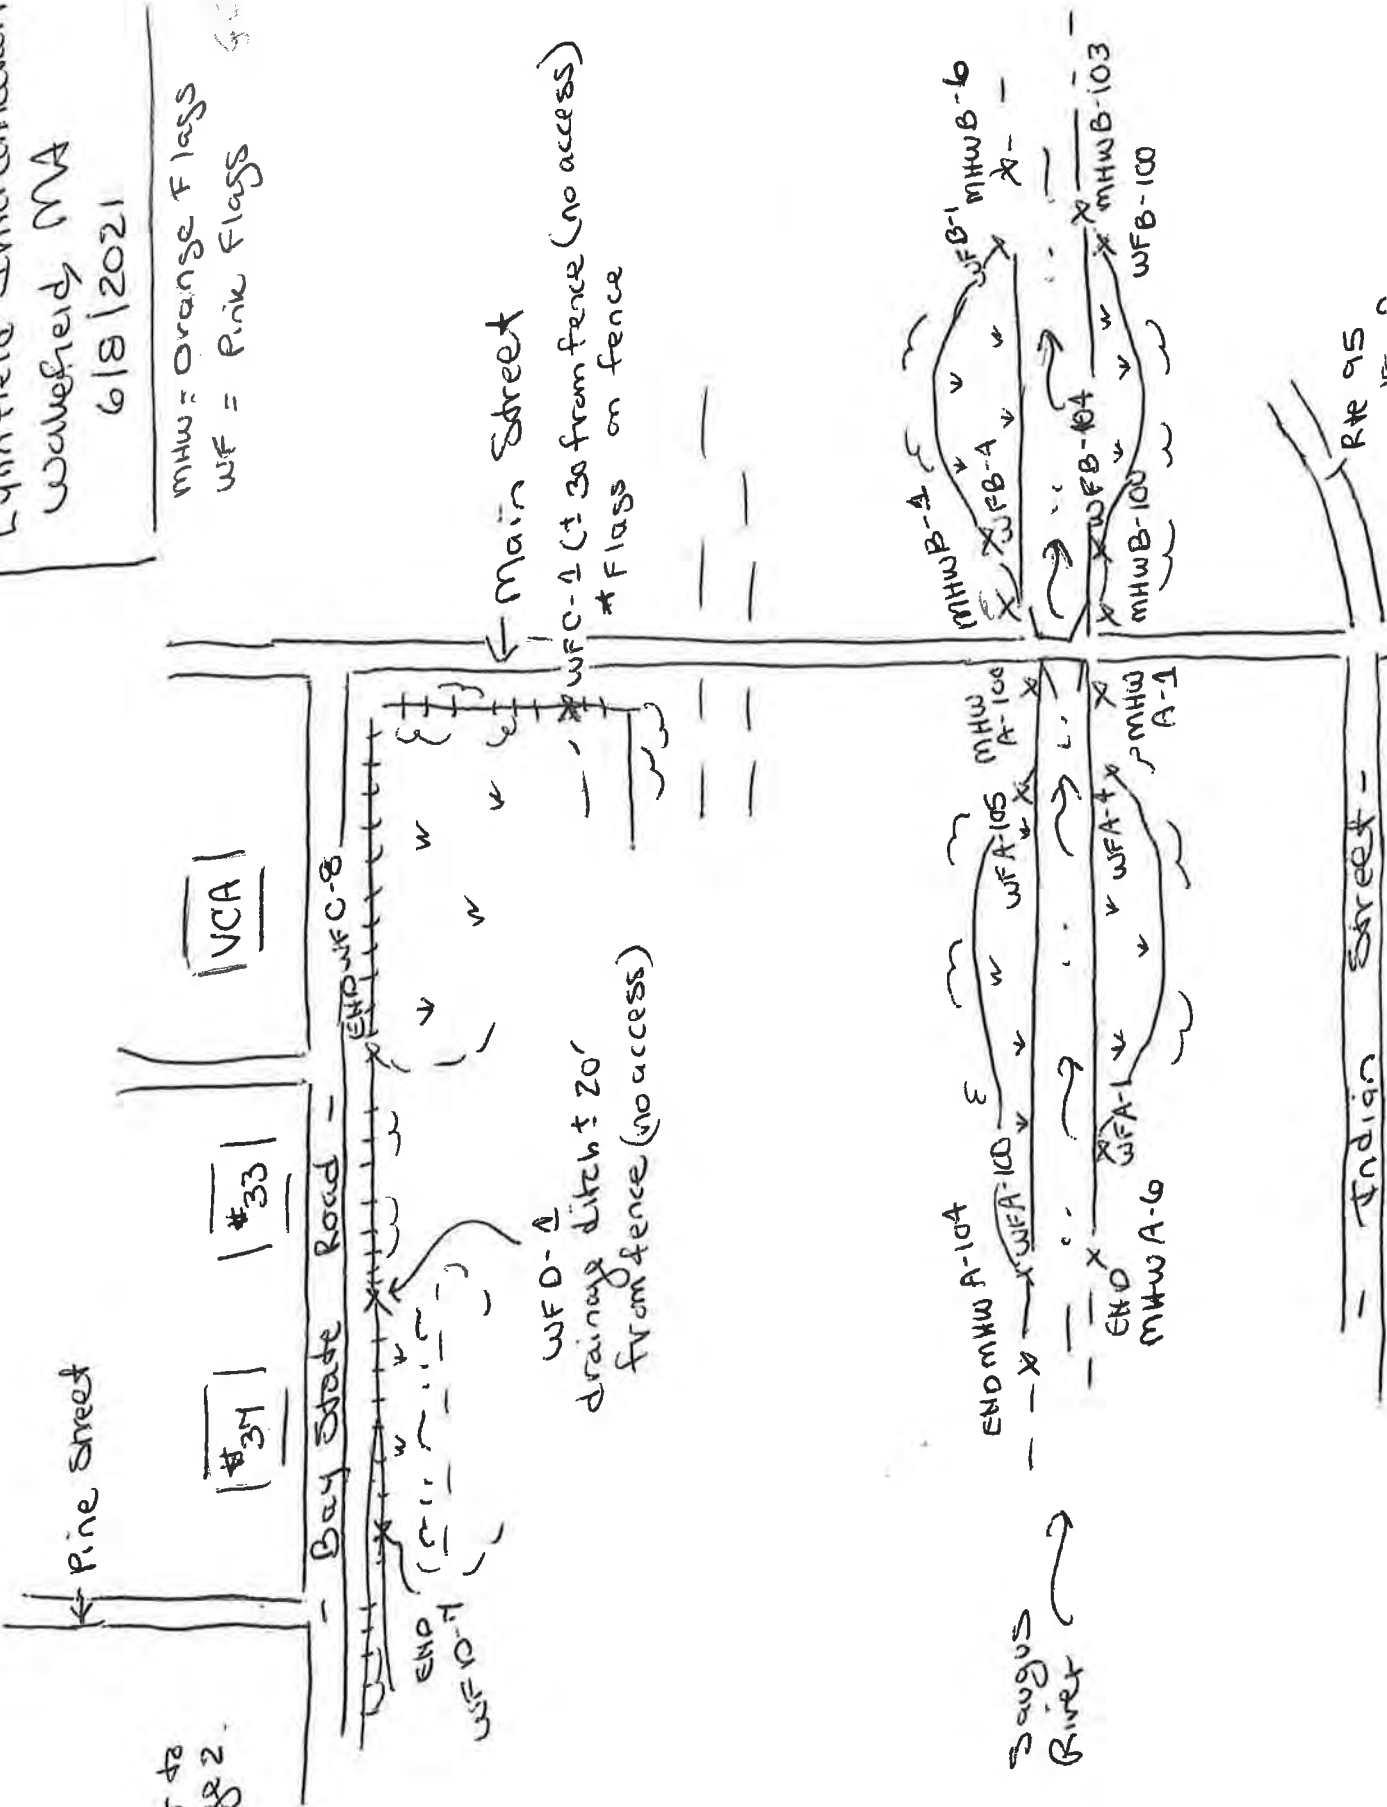 Wakefield, MA
6/8/2021
MHW = Orange Flags
WF = Pink Flags
Pine Street
#37
#33
VCA
- Bay State Road -
END WFC-8
END
WFD-4
WFD-1
drainage ditch ± 20'
from fence (no access)
Main Street
WFC-1 (± 30 from fence (no access)
* Flags on fence
Saugus
River
END MHWA-104
WFA-100
WFA-105
MHW
A-100
END
MHWA-6
WFA-1
WFA-4
MHW
A-1
MHWB-1
WFB-4
WFB-1
MHWB-6
MHWB-100
WFB-104
WFB-100
MHWB-103
- Indian Street -
Rte 95